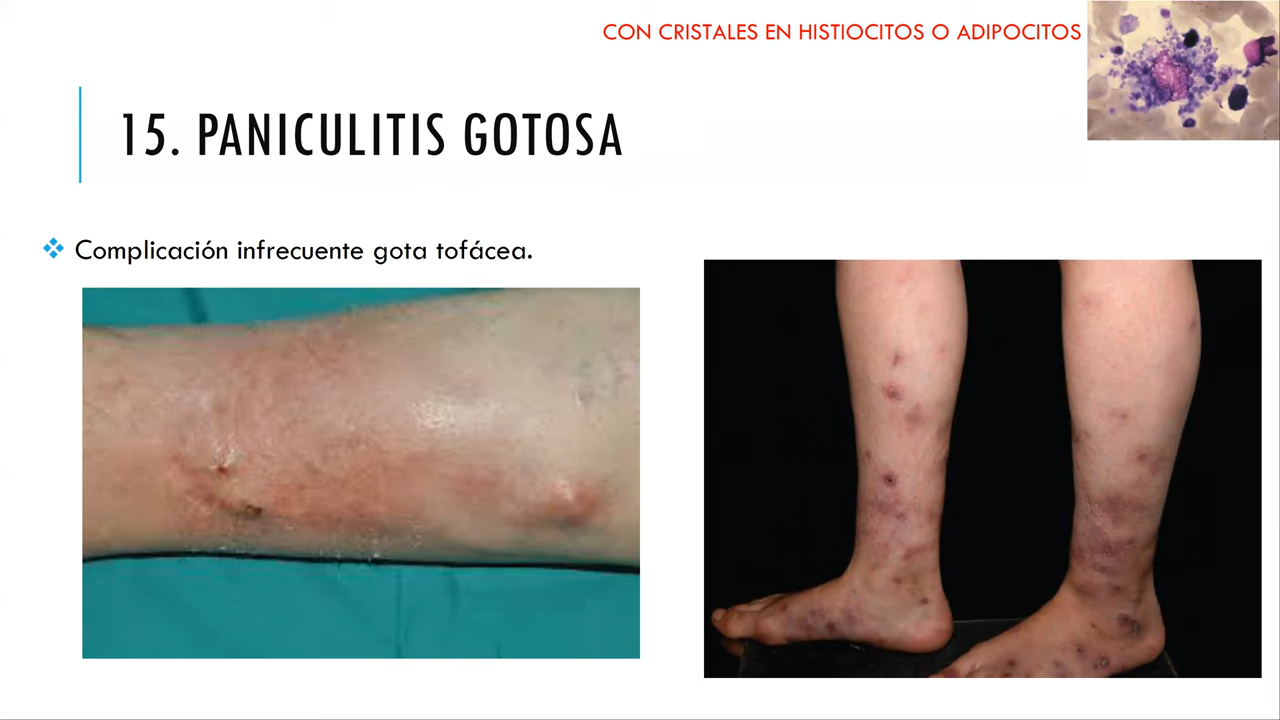 CON CRISTALES EN HISTIOCITOS O ADIPOCITOS
15. PANICULITIS GOTOSA
Complicación infrecuente gota tofácea.